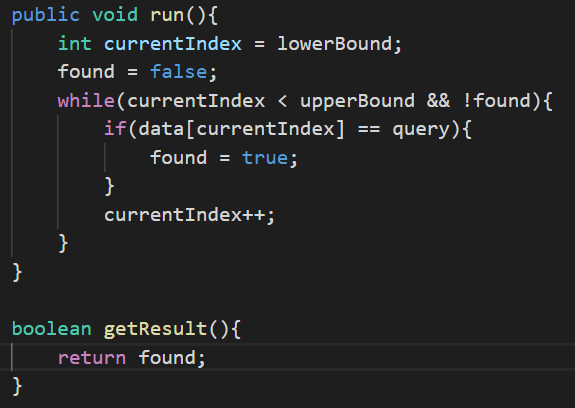 public void run(){
    int currentIndex = lowerBound;
    found = false;
    while(currentIndex < upperBound && !found){
        if(data[currentIndex] == query){
            found = true;
        }
        currentIndex++;
    }
}

boolean getResult(){
    return found;
}